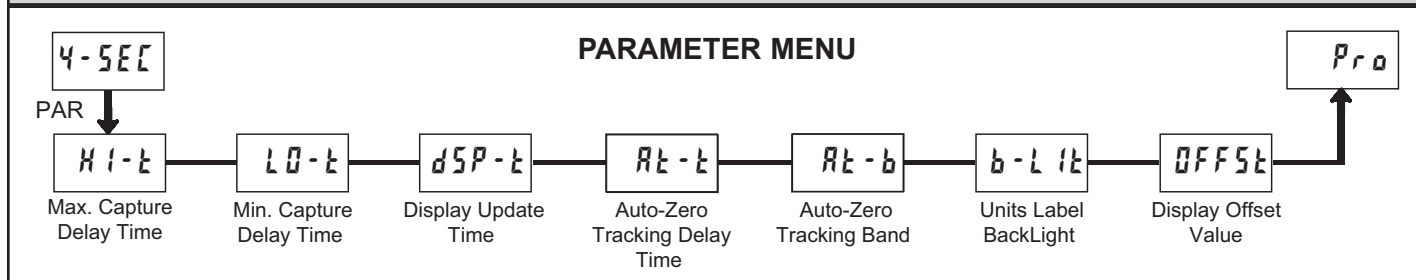 PARAMETER MENU
4-SEC
Pro
PAR
HI-t
LO-t
dSP-t
At-t
At-b
b-LIt
OFFSt
Max. Capture
Delay Time
Min. Capture
Delay Time
Display Update
Time
Auto-Zero
Tracking Delay
Time
Auto-Zero
Tracking Band
Units Label
BackLight
Display Offset
Value